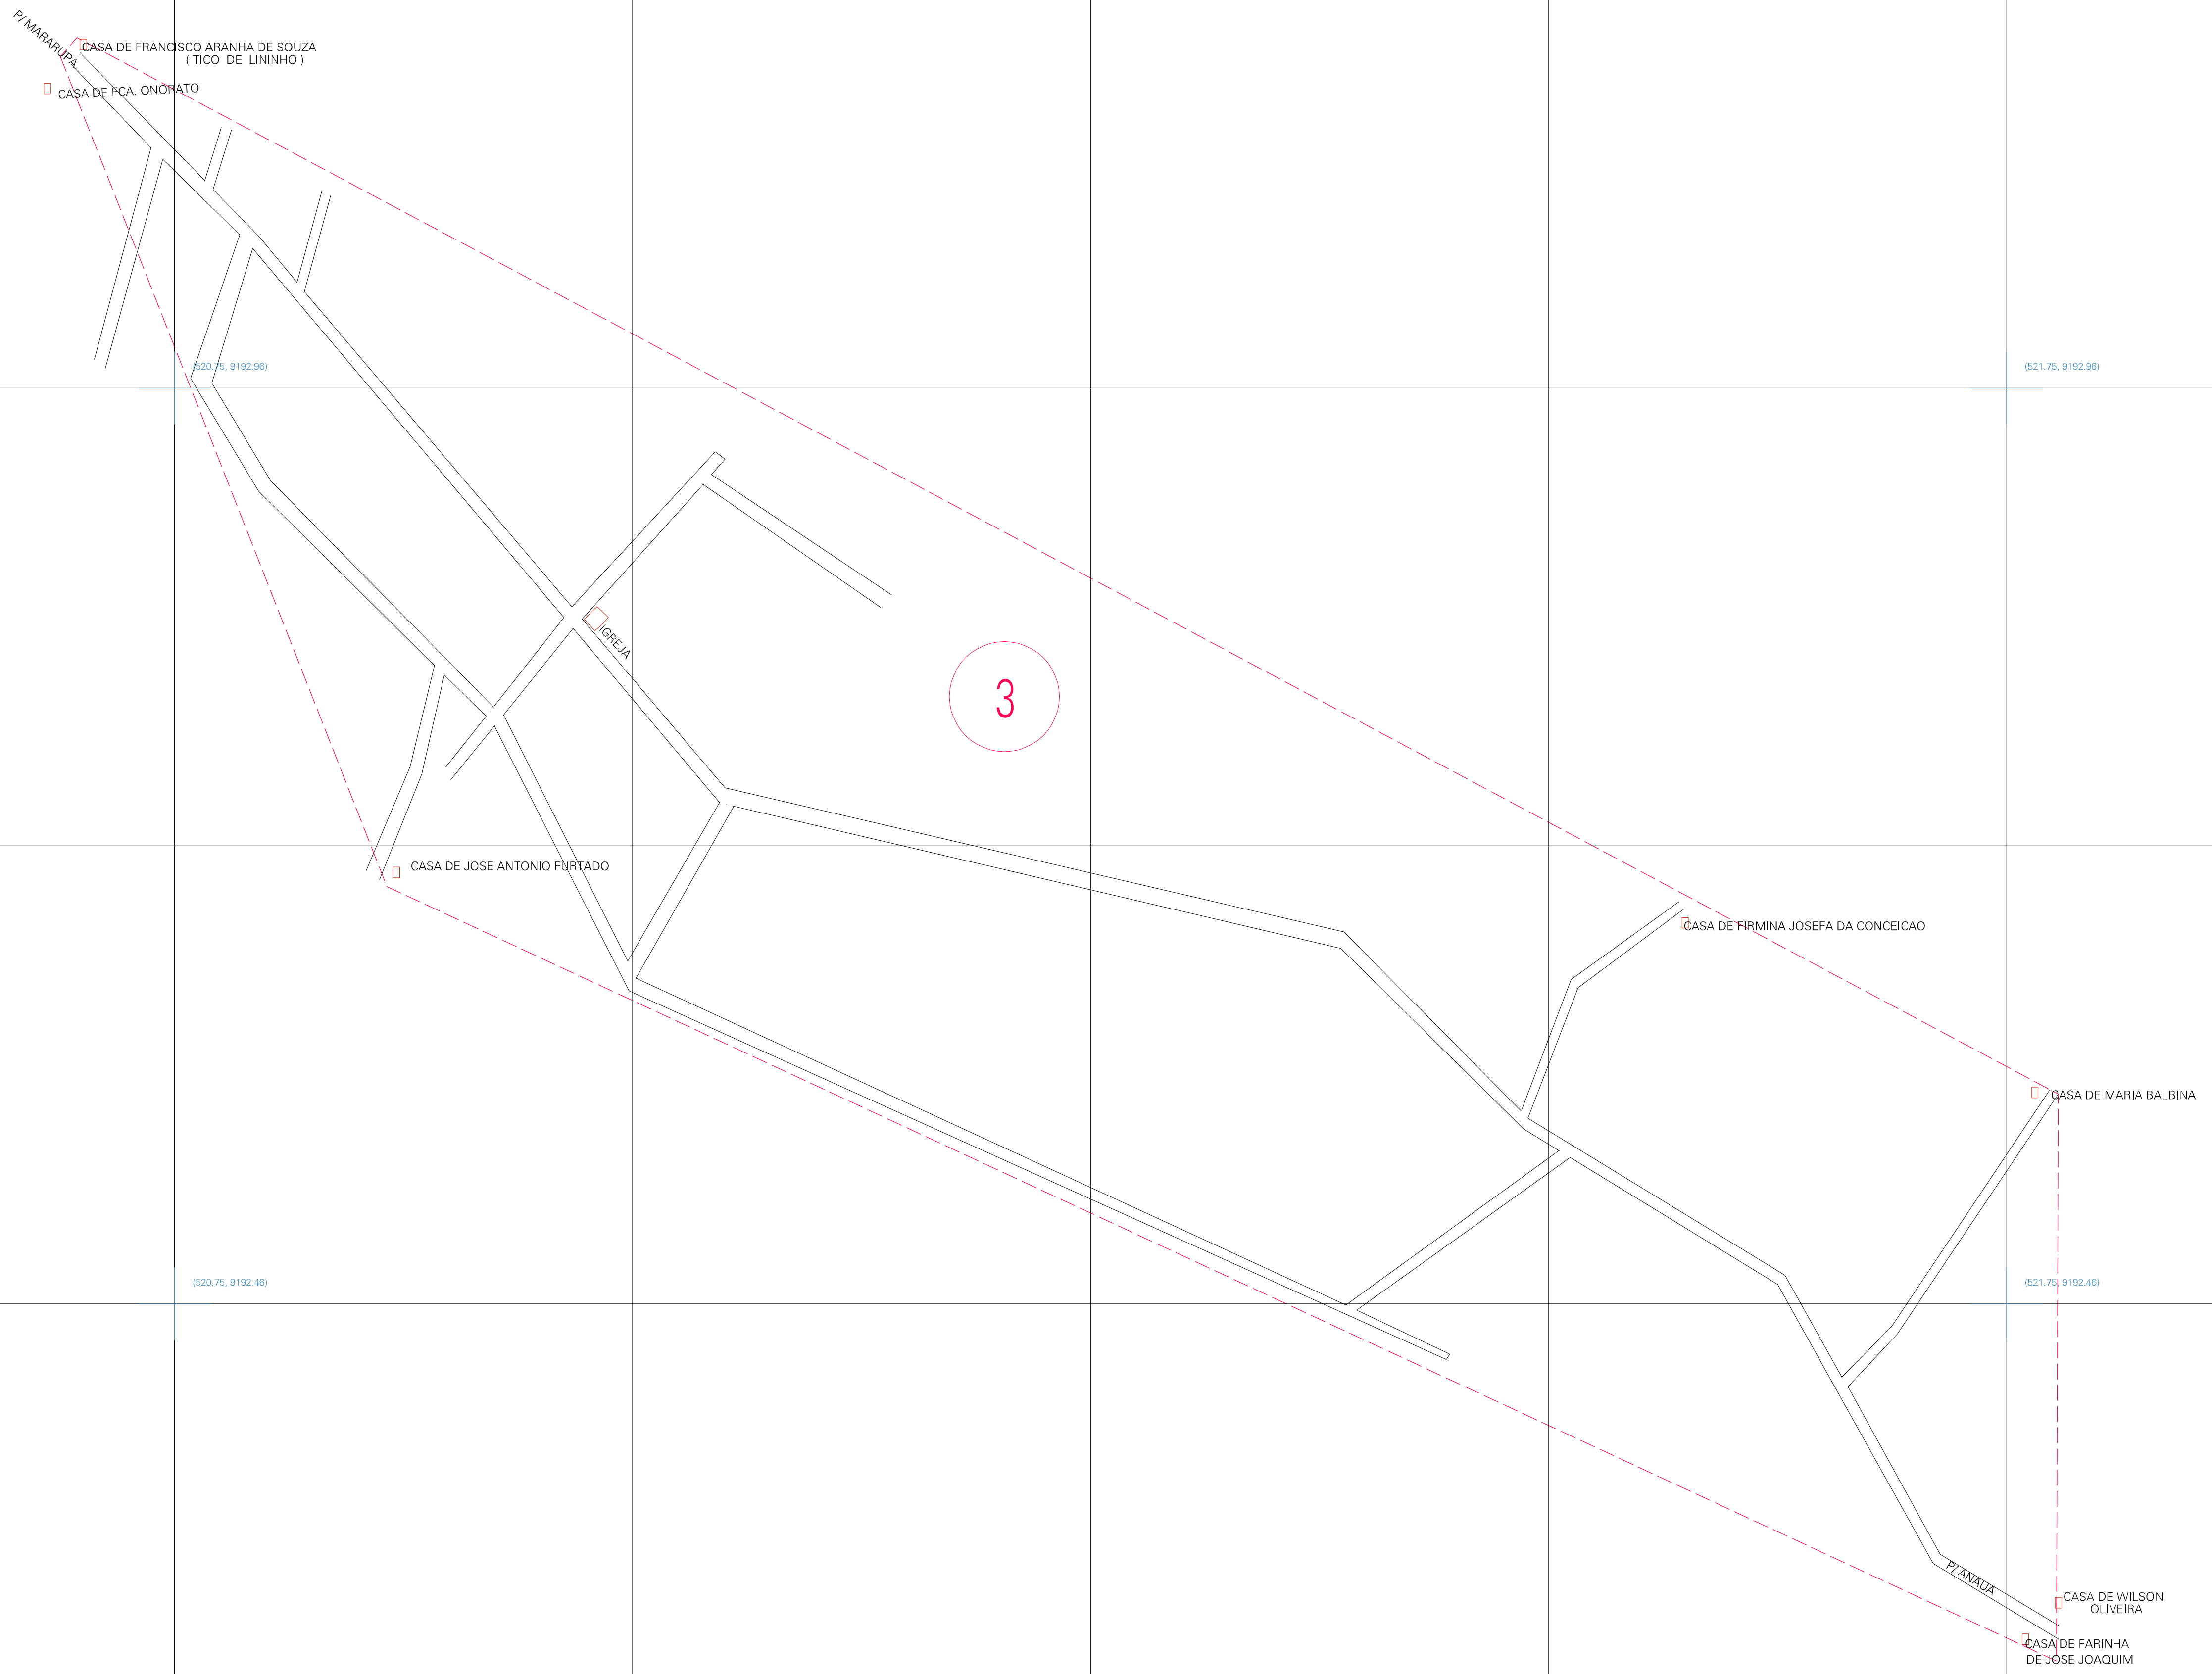 P/ MARARUPA
CASA DE FRANCISCO ARANHA DE SOUZA
( TICO DE LININHO )
CASA DE FCA. ONORATO
(520.75, 9192.96)
(521.75, 9192.96)
IGREJA
3
CASA DE JOSE ANTONIO FURTADO
CASA DE FIRMINA JOSEFA DA CONCEICAO
CASA DE MARIA BALBINA
(520.75, 9192.46)
(521.75, 9192.46)
P/ ANAUA
CASA DE WILSON
OLIVEIRA
CASA DE FARINHA
DE JOSE JOAQUIM